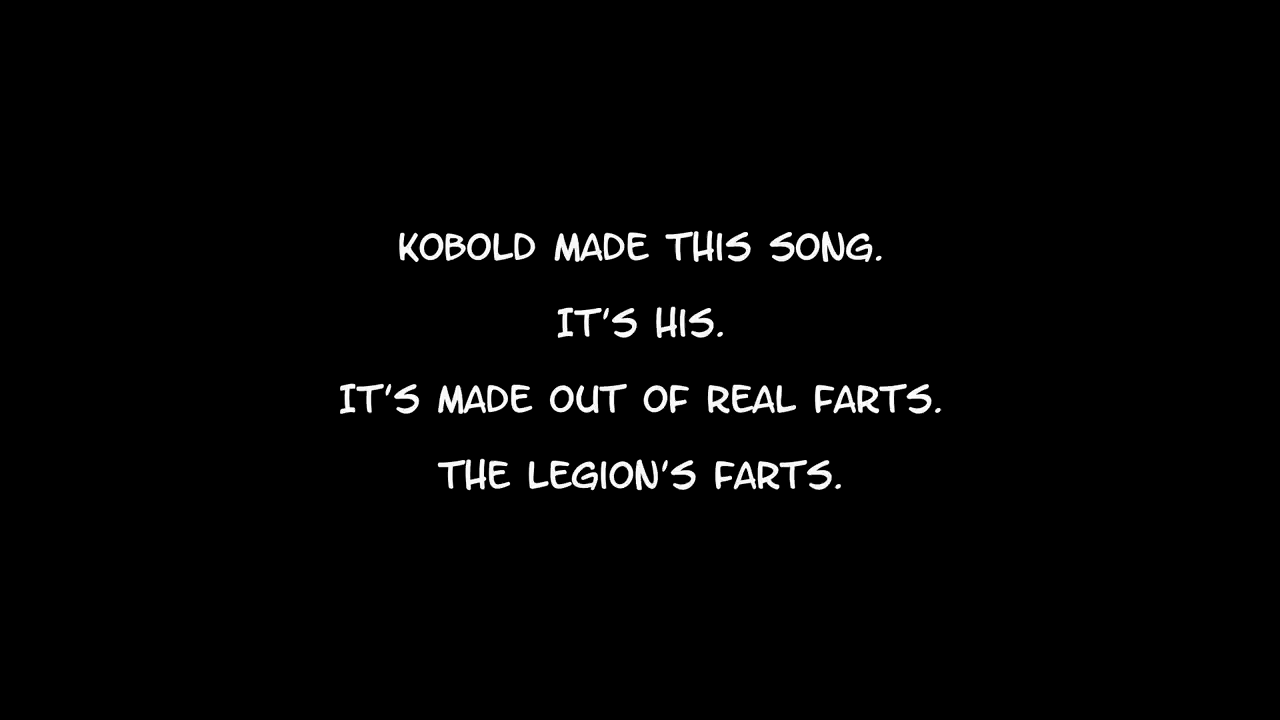 KOBOLD MADE THIS SONG.
IT'S HIS.
IT'S MADE OUT OF REAL FARTS.
THE LEGION'S FARTS.